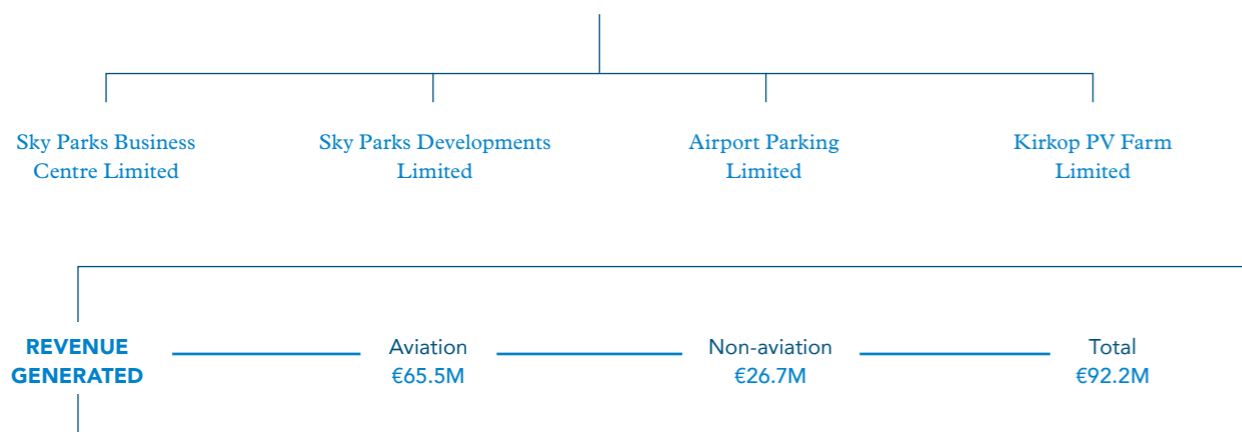 Sky Parks Business
Centre Limited
Sky Parks Developments
Limited
Airport Parking
Limited
Kirkop PV Farm
Limited
REVENUE
GENERATED
Aviation
€65.5M
Non-aviation
€26.7M
Total
€92.2M